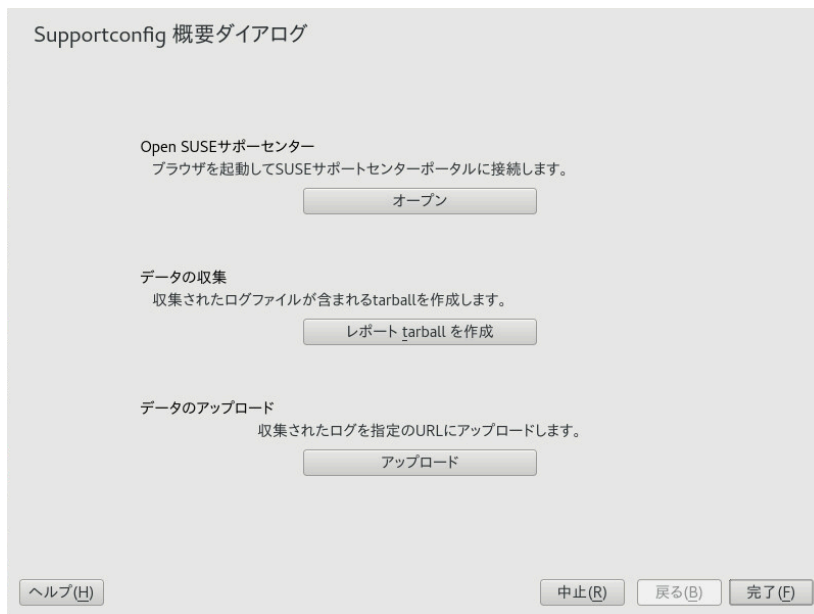 Supportconfig 概要ダイアログ
Open SUSEサポーセンター
ブラウザを起動してSUSEサポートセンターポータルに接続します。
オープン
データの収集
収集されたログファイルが含まれるtarballを作成します。
レポート tarball を作成
データのアップロード
収集されたログを指定のURLにアップロードします。
アップロード
ヘルプ(H) 中止(R) 戻る(B) 完了(F)